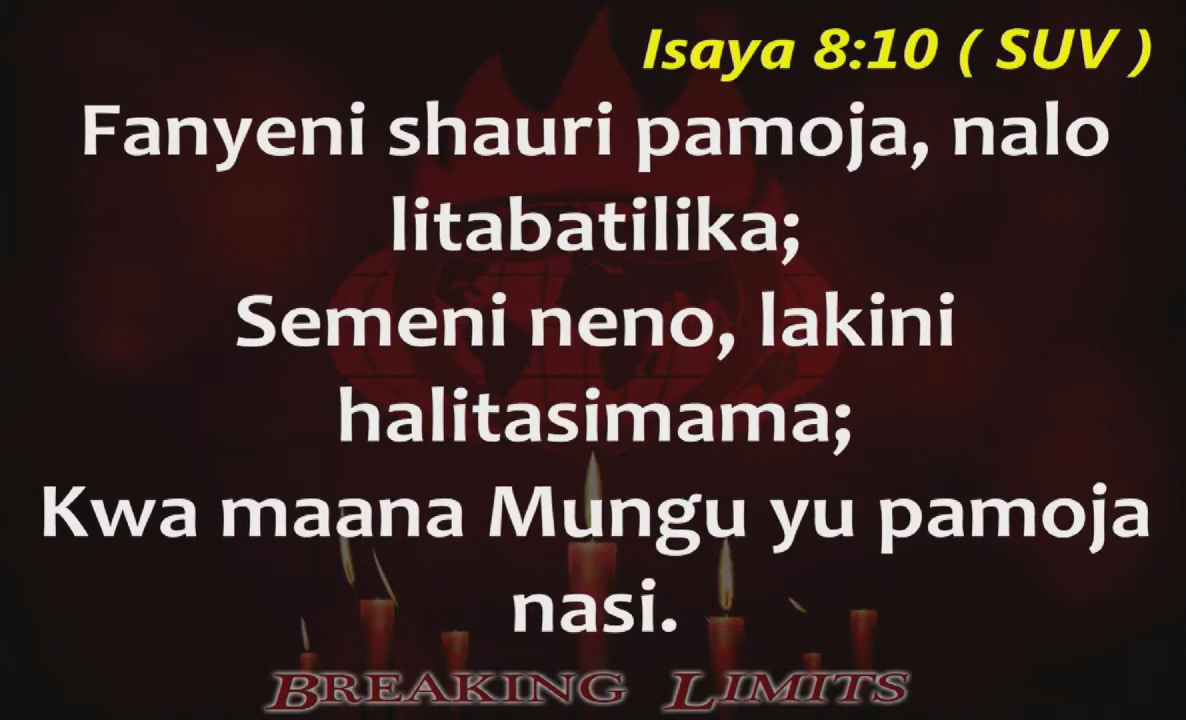 Isaya 8:10 ( SUV )
Fanyeni shauri pamoja, nalo
litabatilika;
Semeni neno, lakini
halitasimama;
Kwa maana Mungu yu pamoja
nasi.
BREAKING LIMITS